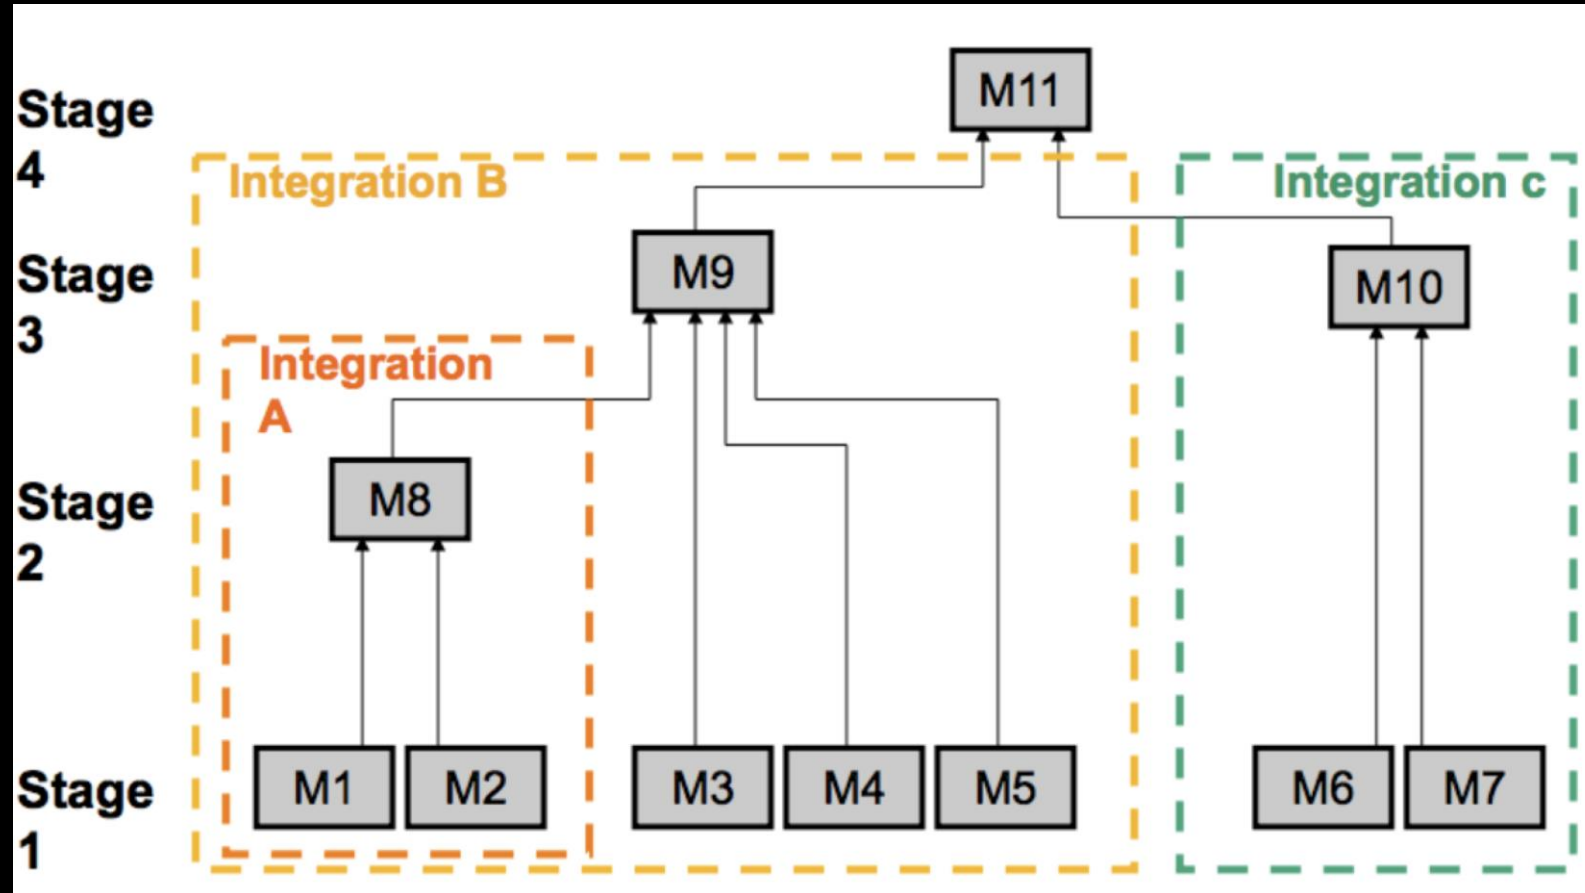 M11
Stage
4
Integration B
Integration c
Stage
3
M9
M10
Integration
A
Stage
2
M8
Stage
1
M1
M2
M3
M4
M5
M6
M7